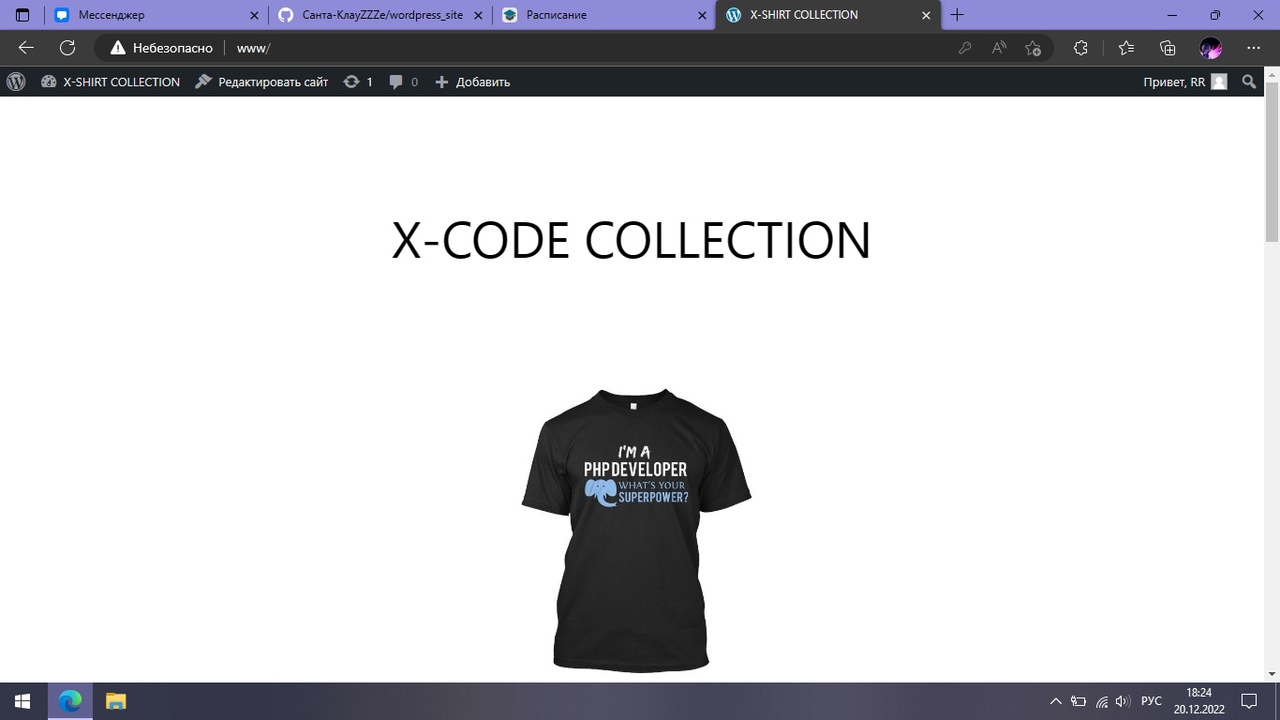 Мессенджер
Санта-КлауZZZe/wordpress_site
Расписание
X-SHIRT COLLECTION
Небезопасно
www/
X-SHIRT COLLECTION
Редактировать сайт
1
0
Добавить
Привет, RR
X-CODE COLLECTION
I'M A
PHP DEVELOPER
WHAT'S YOUR
SUPERPOWER?
РУС
18:24
20.12.2022